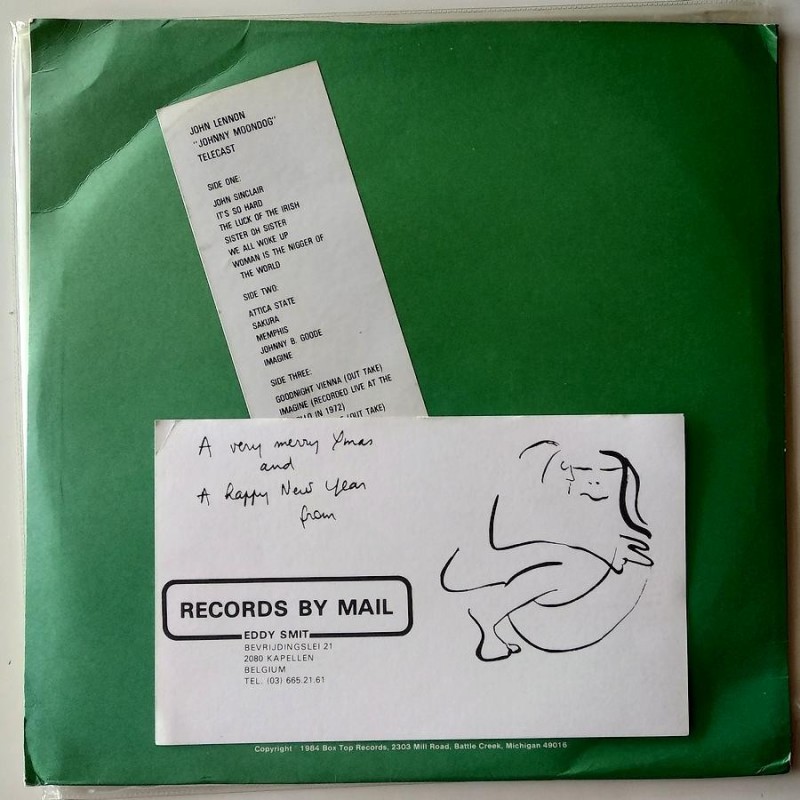 JOHN LENNON
"JOHNNY MOONDOG"
TELECAST
SIDE ONE:
JOHN SINCLAIR
IT'S SO HARD
THE LUCK OF THE IRISH
SISTER OH SISTER
WE ALL WOKE UP
WOMAN IS THE NIGGER OF
THE WORLD
SIDE TWO:
ATTICA STATE
SAKURA
MEMPHIS
JOHNNY B. GOODE
IMAGINE
SIDE THREE:
GOODNIGHT VIENNA (OUT TAKE)
IMAGINE (RECORDED LIVE AT THE
IN 1972)
(OUT TAKE)
A very merry Xmas
and
A happy New Year
from
RECORDS BY MAIL
EDDY SMIT
BEVRIJDINGSLEI 21
2080 KAPELLEN
BELGIUM
TEL. (03) 665.21.61
Copyright 1984 Box Top Records, 2303 Mill Road, Battle Creek, Michigan 49016